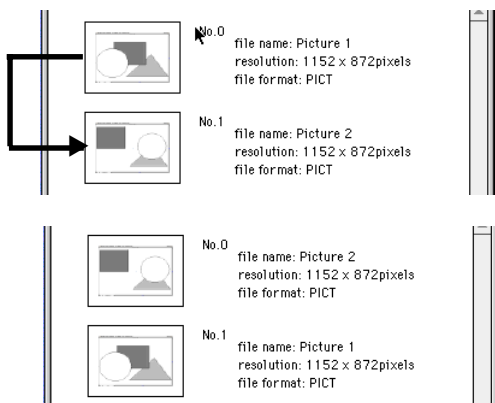 No.0
file name: Picture 1
resolution: 1152 x 872pixels
file format: PICT
No.1
file name: Picture 2
resolution: 1152 x 872pixels
file format: PICT
No.0
file name: Picture 2
resolution: 1152 x 872pixels
file format: PICT
No.1
file name: Picture 1
resolution: 1152 x 872pixels
file format: PICT